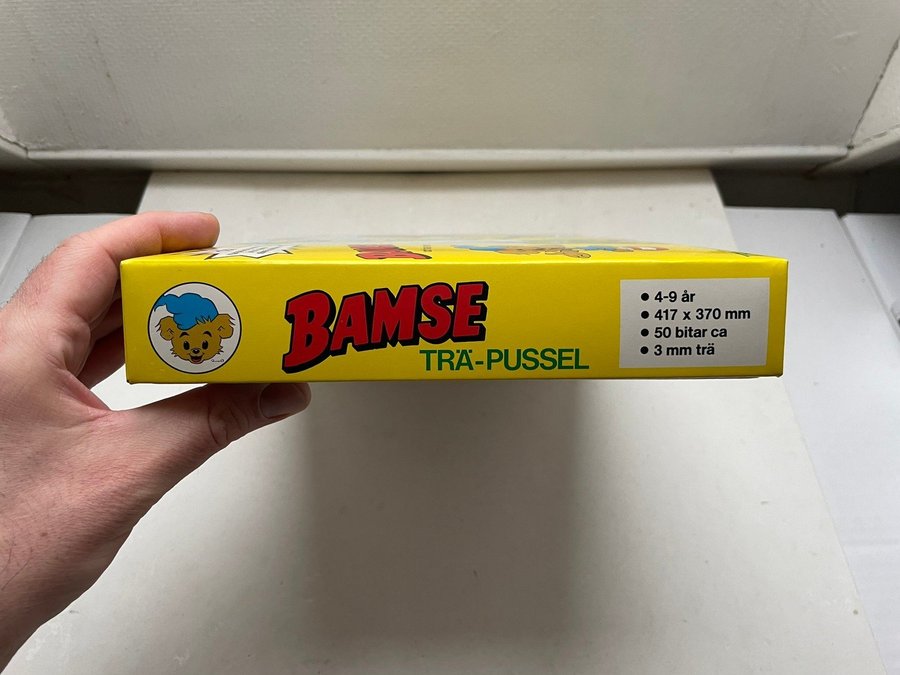 BAMSE
TRÄ-PUSSEL
● 4-9 år
● 417 x 370 mm
● 50 bitar ca
● 3 mm trä